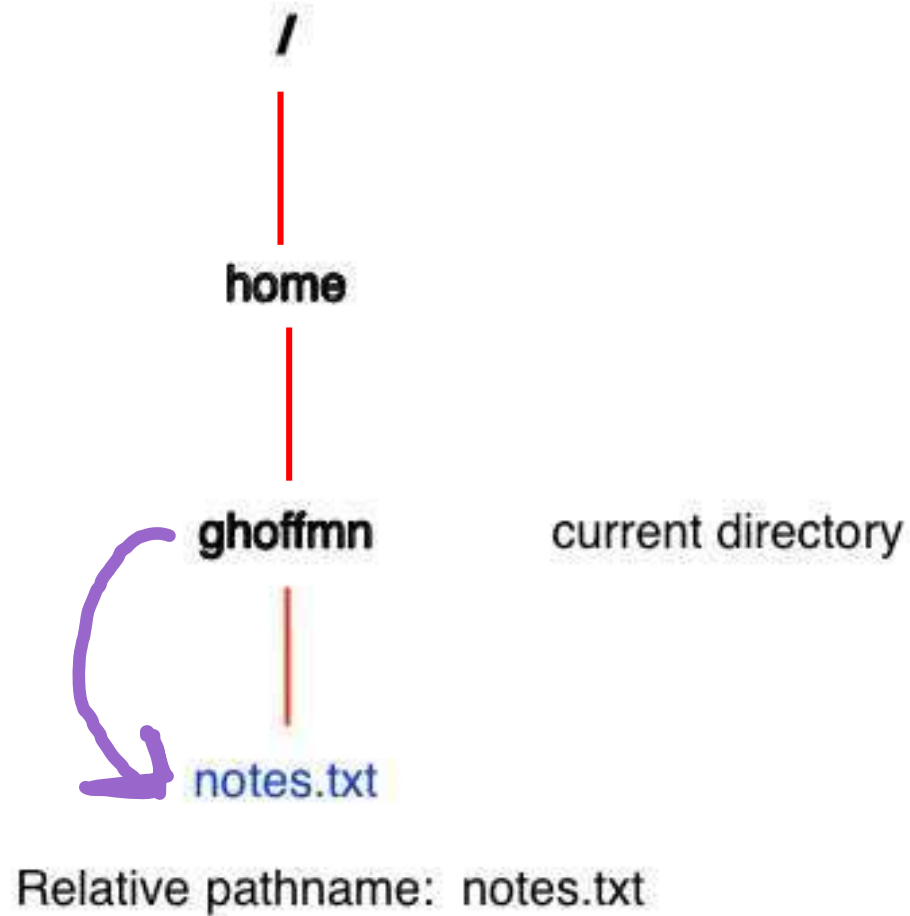 /
home
ghoffmn current directory
notes.txt
Relative pathname: notes.txt